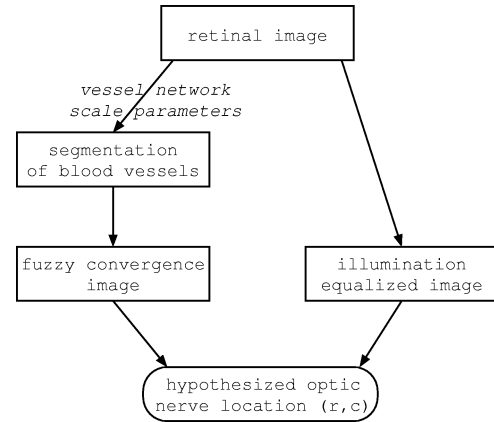 retinal image
vessel network
scale parameters
segmentation
of blood vessels
fuzzy convergence
image
illumination
equalized image
hypothesized optic
nerve location (r,c)